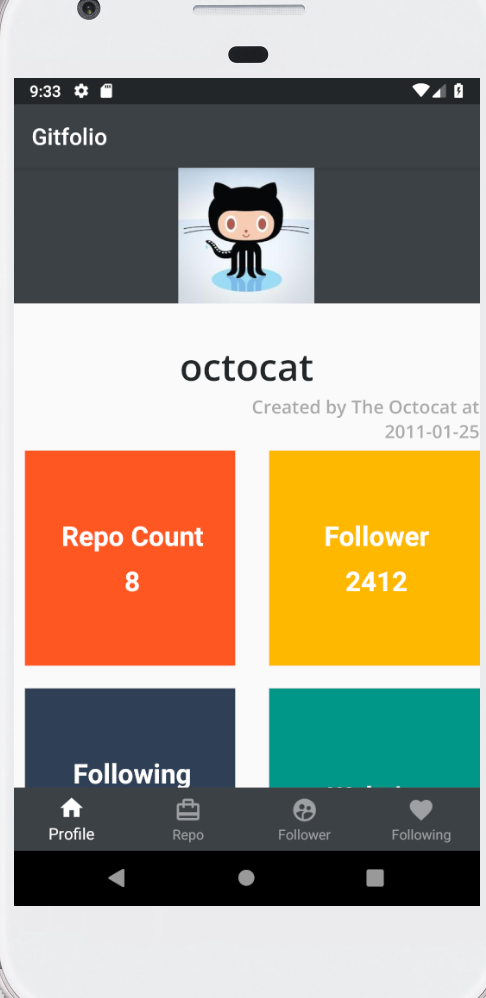 9:33
Gitfolio
octocat
Created by The Octocat at
2011-01-25
Repo Count
8
Follower
2412
Following
Profile
Repo
Follower
Following